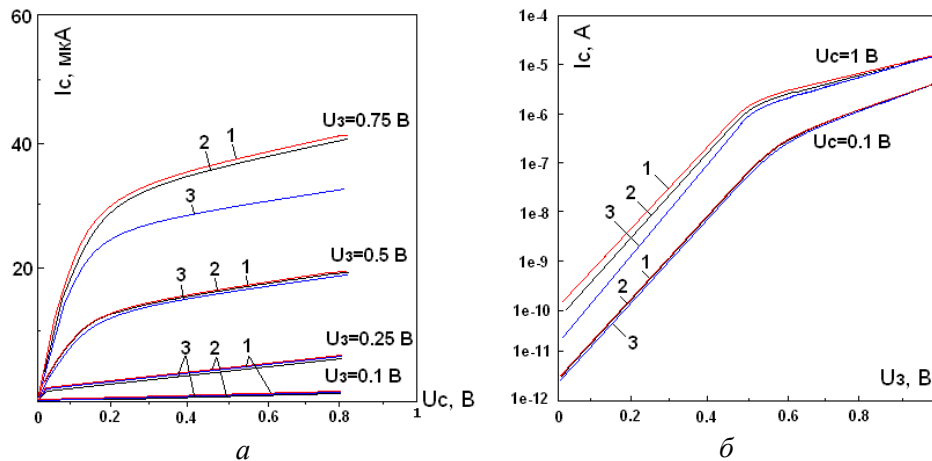 60
40
20
0
Iс, мкА
Uз=0.75 В
1
2
3
Uз=0.5 В
3
2
1
Uз=0.25 В
3
2
1
Uз=0.1 В
0
0.2
0.4
0.6
0.8
1
Uс, В
а
1e-4
1e-5
1e-6
1e-7
1e-8
1e-9
1e-10
1e-11
1e-12
Iс, А
Uс=1 В
Uс=0.1 В
1
2
3
1
2
3
Uз, В
0
0.2
0.4
0.6
0.8
б